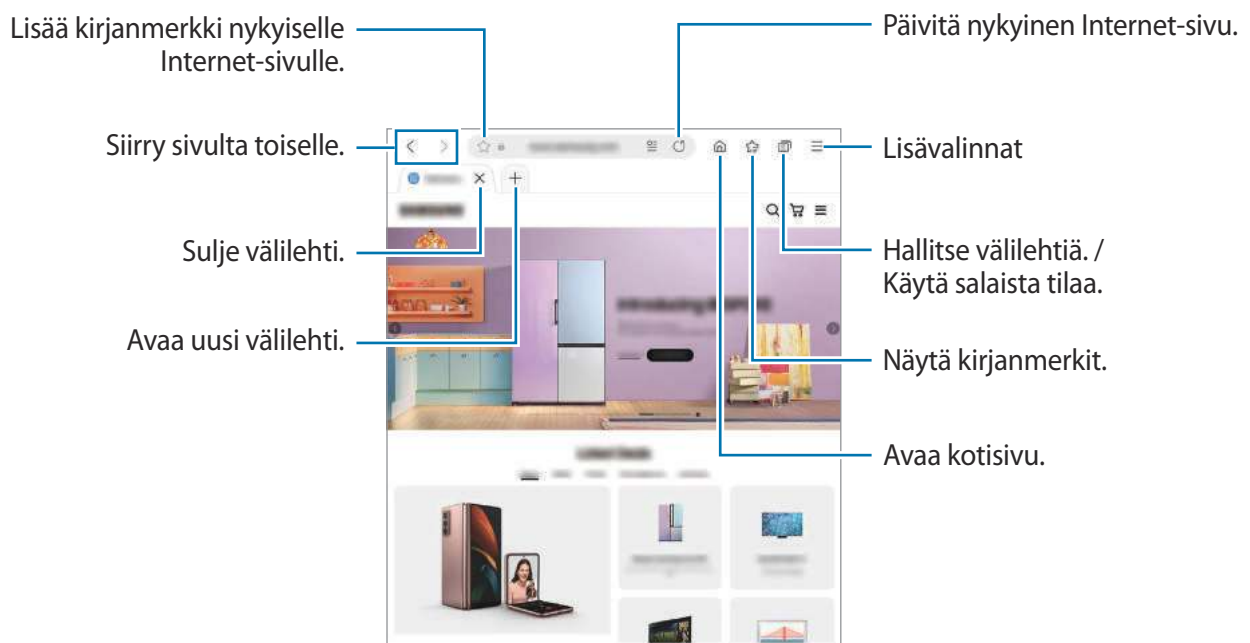 Lisää kirjanmerkki nykyiselle
Internet-sivulle.
Päivitä nykyinen Internet-sivu.
Siirry sivulta toiselle.
Lisävalinnat
Sulje välilehti.
Hallitse välilehtiä. /
Käytä salaista tilaa.
Avaa uusi välilehti.
Näytä kirjanmerkit.
Avaa kotisivu.